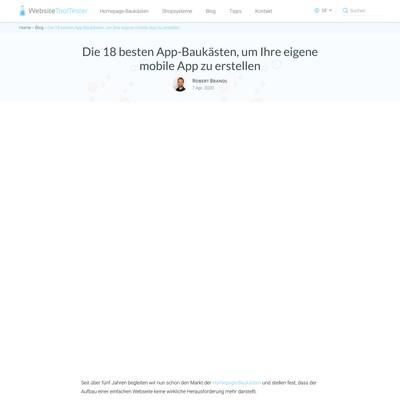 WebsiteToolTester
Homepage-Baukästen Shopsysteme Blog Tipps Kontakt DE Suchen
Home » Blog » Die 18 besten App-Baukästen, um Ihre eigene mobile App zu erstellen
Die 18 besten App-Baukästen, um Ihre eigene
mobile App zu erstellen
ROBERT BRANDL
7 Apr. 2020
Seit über fünf Jahren begleiten wir nun schon den Markt der Homepage-Baukästen und stellen fest, dass der
Aufbau einer einfachen Webseite keine wirkliche Herausforderung mehr darstellt.